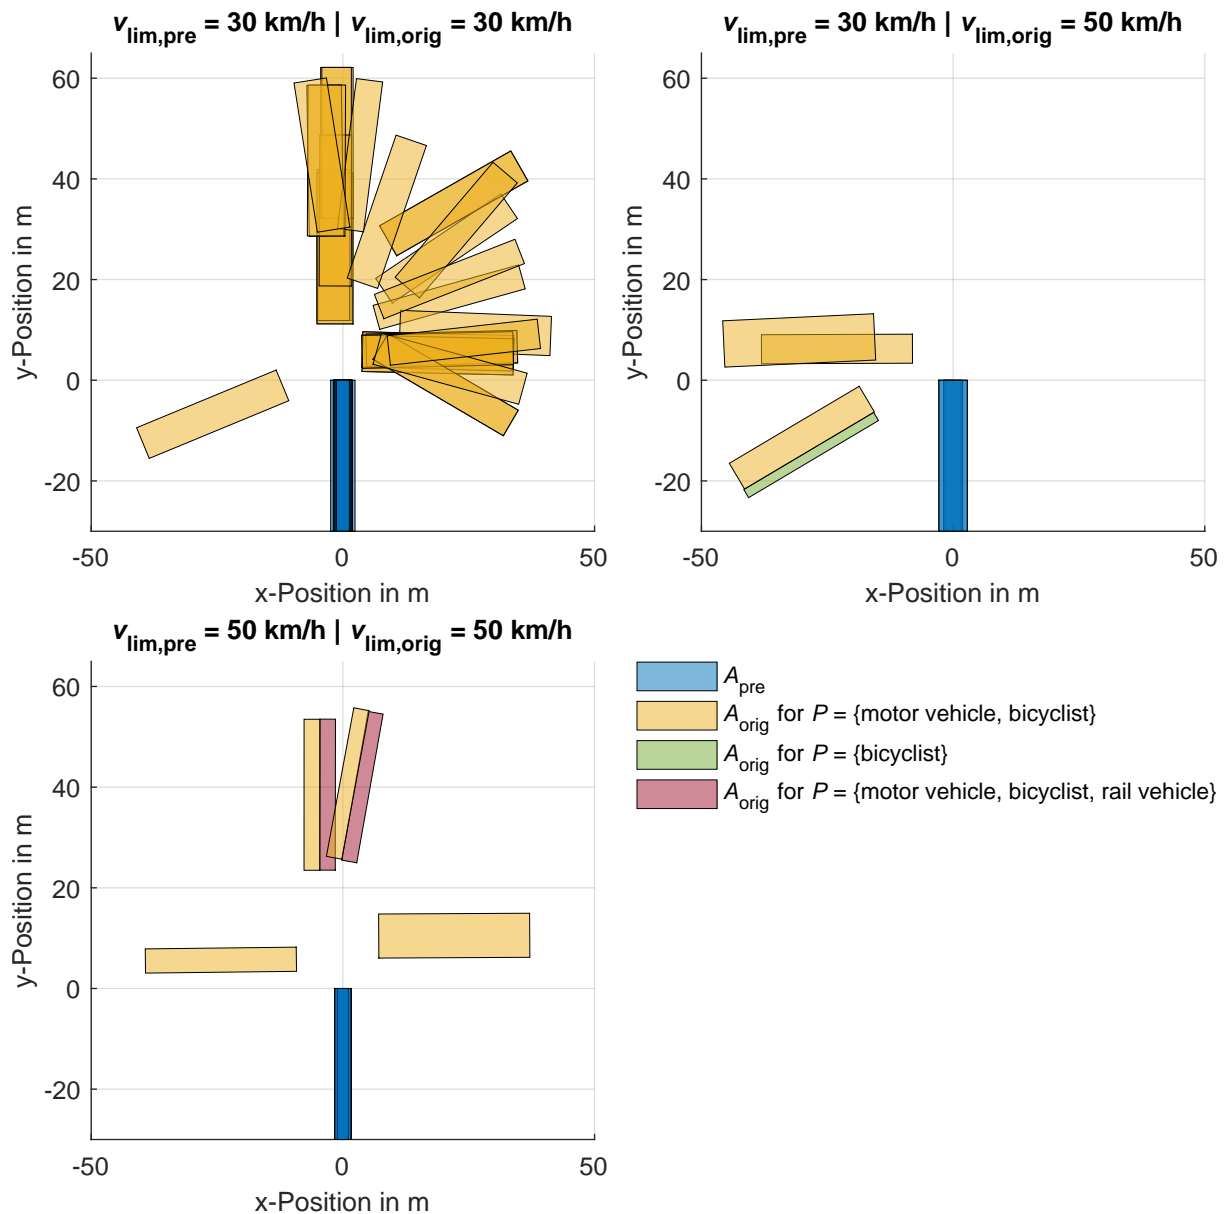 v_lim,pre = 30 km/h | v_lim,orig = 30 km/h
60
40
20
0
-20
-50
0
50
y-Position in m
x-Position in m
v_lim,pre = 30 km/h | v_lim,orig = 50 km/h
60
40
20
0
-20
-50
0
50
y-Position in m
x-Position in m
v_lim,pre = 50 km/h | v_lim,orig = 50 km/h
60
40
20
0
-20
-50
0
50
y-Position in m
x-Position in m
A_pre
A_orig for P = {motor vehicle, bicyclist}
A_orig for P = {bicyclist}
A_orig for P = {motor vehicle, bicyclist, rail vehicle}